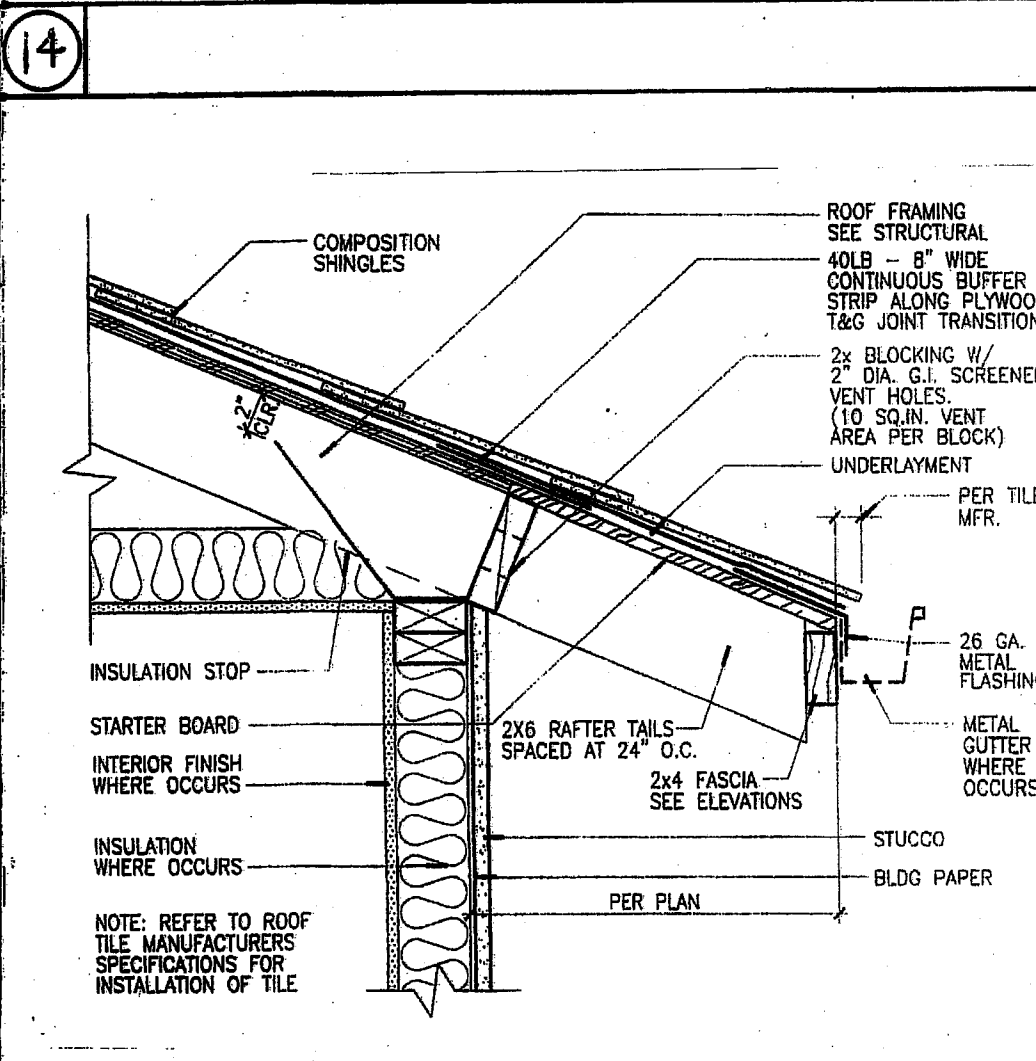 14
COMPOSITION
SHINGLES
ROOF FRAMING
SEE STRUCTURAL
40LB - 8" WIDE
CONTINUOUS BUFFER
STRIP ALONG PLYWOO
T&G JOINT TRANSITION
2x BLOCKING W/
2" DIA. G.I. SCREENE
VENT HOLES.
(10 SQ.IN. VENT
AREA PER BLOCK)
UNDERLAYMENT
PER TILE
MFR.
2"
(CLR.)
26 GA.
METAL
FLASHING
METAL
GUTTER
WHERE
OCCURS
INSULATION STOP
STARTER BOARD
INTERIOR FINISH
WHERE OCCURS
INSULATION
WHERE OCCURS
2X6 RAFTER TAILS
SPACED AT 24" O.C.
2x4 FASCIA
SEE ELEVATIONS
STUCCO
BLDG PAPER
PER PLAN
NOTE: REFER TO ROOF
TILE MANUFACTURERS
SPECIFICATIONS FOR
INSTALLATION OF TILE